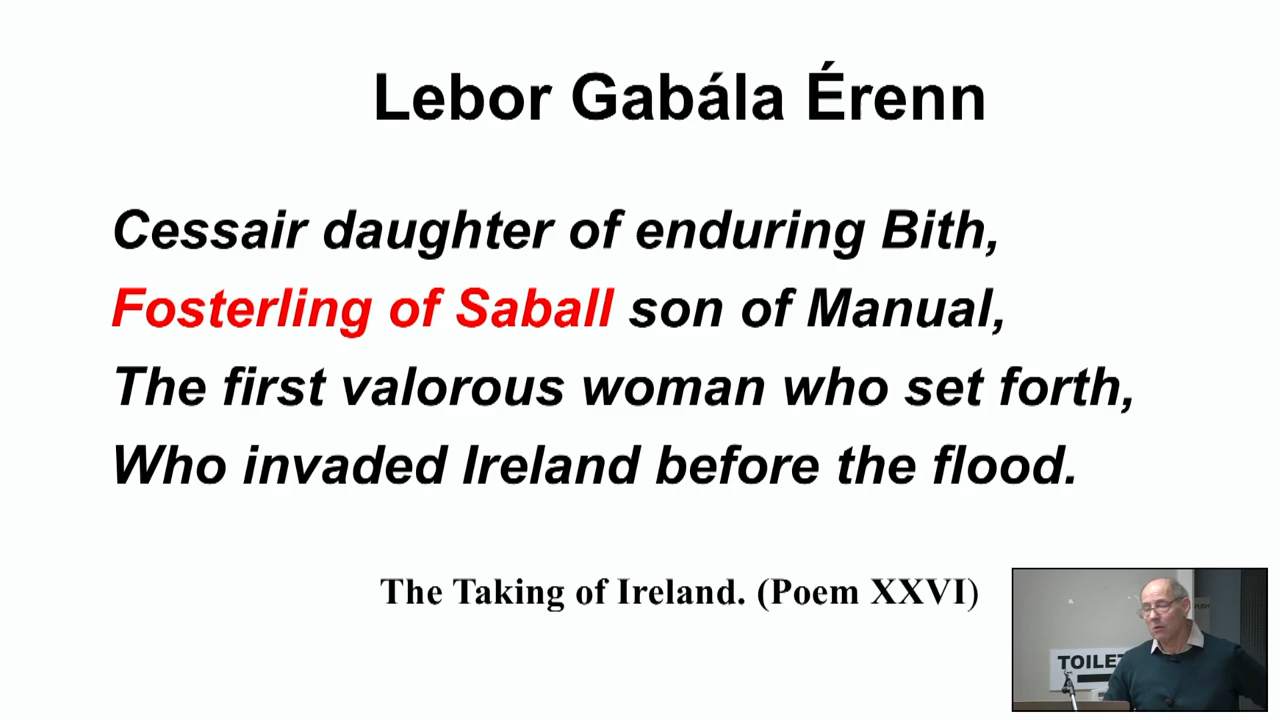 Lebor Gabála Érenn
Cessair daughter of enduring Bith,
Fosterling of Saball son of Manual,
The first valorous woman who set forth,
Who invaded Ireland before the flood.
The Taking of Ireland. (Poem XXVI)
PUSH
TOILET